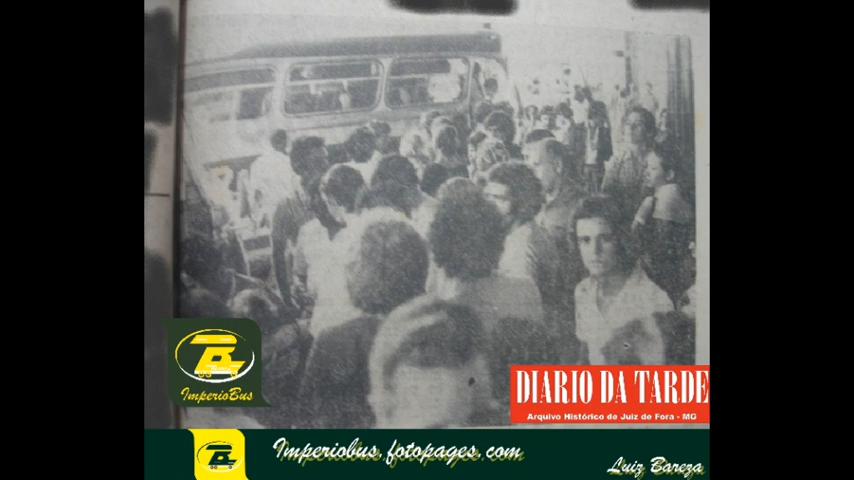 ImperioBus
DIARIO DA TARDE
Arquivo Histórico de Juiz de Fora - MG
Imperiobus.fotopages.com
Luiz Bareza